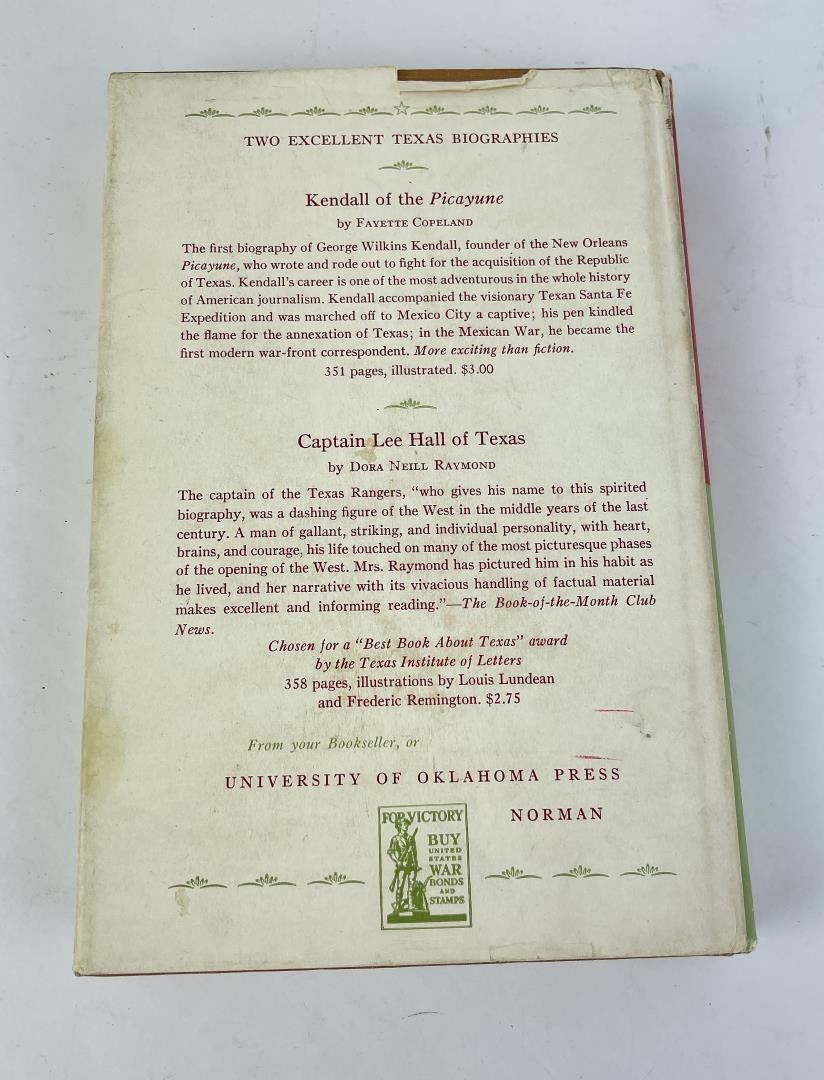 TWO EXCELLENT TEXAS BIOGRAPHIES
Kendall of the Picayune
by FAYETTE COPELAND
The first biography of George Wilkins Kendall, founder of the New Orleans
Picayune, who wrote and rode out to fight for the acquisition of the Republic
of Texas. Kendall's career is one of the most adventurous in the whole history
of American journalism. Kendall accompanied the visionary Texan Santa Fe
Expedition and was marched off to Mexico City a captive; his pen kindled
the flame for the annexation of Texas; in the Mexican War, he became the
first modern war-front correspondent. More exciting than fiction.
351 pages, illustrated. $3.00
Captain Lee Hall of Texas
by DORA NEILL RAYMOND
The captain of the Texas Rangers, "who gives his name to this spirited
biography, was a dashing figure of the West in the middle years of the last
century. A man of gallant, striking, and individual personality, with heart,
brains, and courage, his life touched on many of the most picturesque phases
of the opening of the West. Mrs. Raymond has pictured him in his habit as
he lived, and her narrative with its vivacious handling of factual material
makes excellent and informing reading."—The Book-of-the-Month Club
News.
Chosen for a "Best Book About Texas" award
by the Texas Institute of Letters
358 pages, illustrations by Louis Lundean
and Frederic Remington. $2.75
From your Bookseller, or
UNIVERSITY OF OKLAHOMA PRESS
NORMAN
FOR VICTORY
BUY
UNITED
STATES
WAR
BONDS
AND
STAMPS